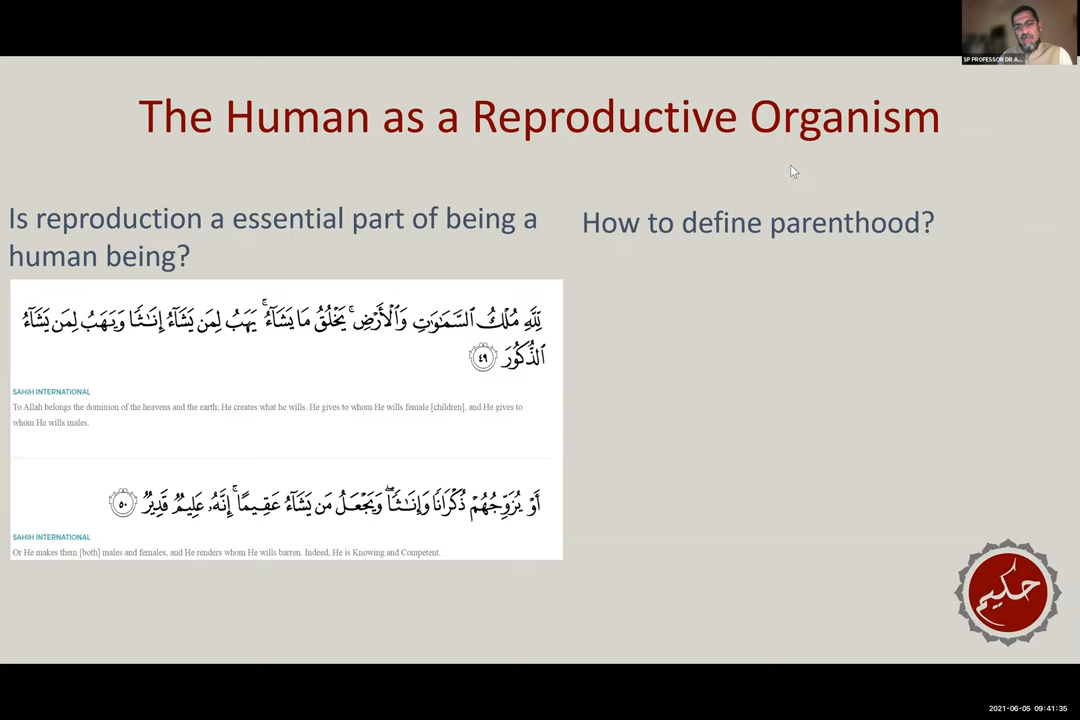 SP PROFESSOR DR A...
The Human as a Reproductive Organism
Is reproduction a essential part of being a
human being?
لِّلَّهِ مُلْكُ ٱلسَّمَـٰوَٰتِ وَٱلْأَرْضِ ۚ يَخْلُقُ مَا يَشَآءُ ۚ يَهَبُ لِمَن يَشَآءُ إِنَـٰثًا وَيَهَبُ لِمَن يَشَآءُ
ٱلذُّكُورَ ٤٩
SAHIH INTERNATIONAL
To Allah belongs the dominion of the heavens and the earth; He creates what he wills. He gives to whom He wills female [children], and He gives to
whom He wills males.
أَوْ يُزَوِّجُهُمْ ذُكْرَانًا وَإِنَـٰثًا ۖ وَيَجْعَلُ مَن يَشَآءُ عَقِيمًا ۚ إِنَّهُۥ عَلِيمٌ قَدِيرٌ ٥٠
SAHIH INTERNATIONAL
Or He makes them [both] males and females, and He renders whom He wills barren. Indeed, He is Knowing and Competent.
How to define parenthood?
حكيم
2021-06-05 09:41:35